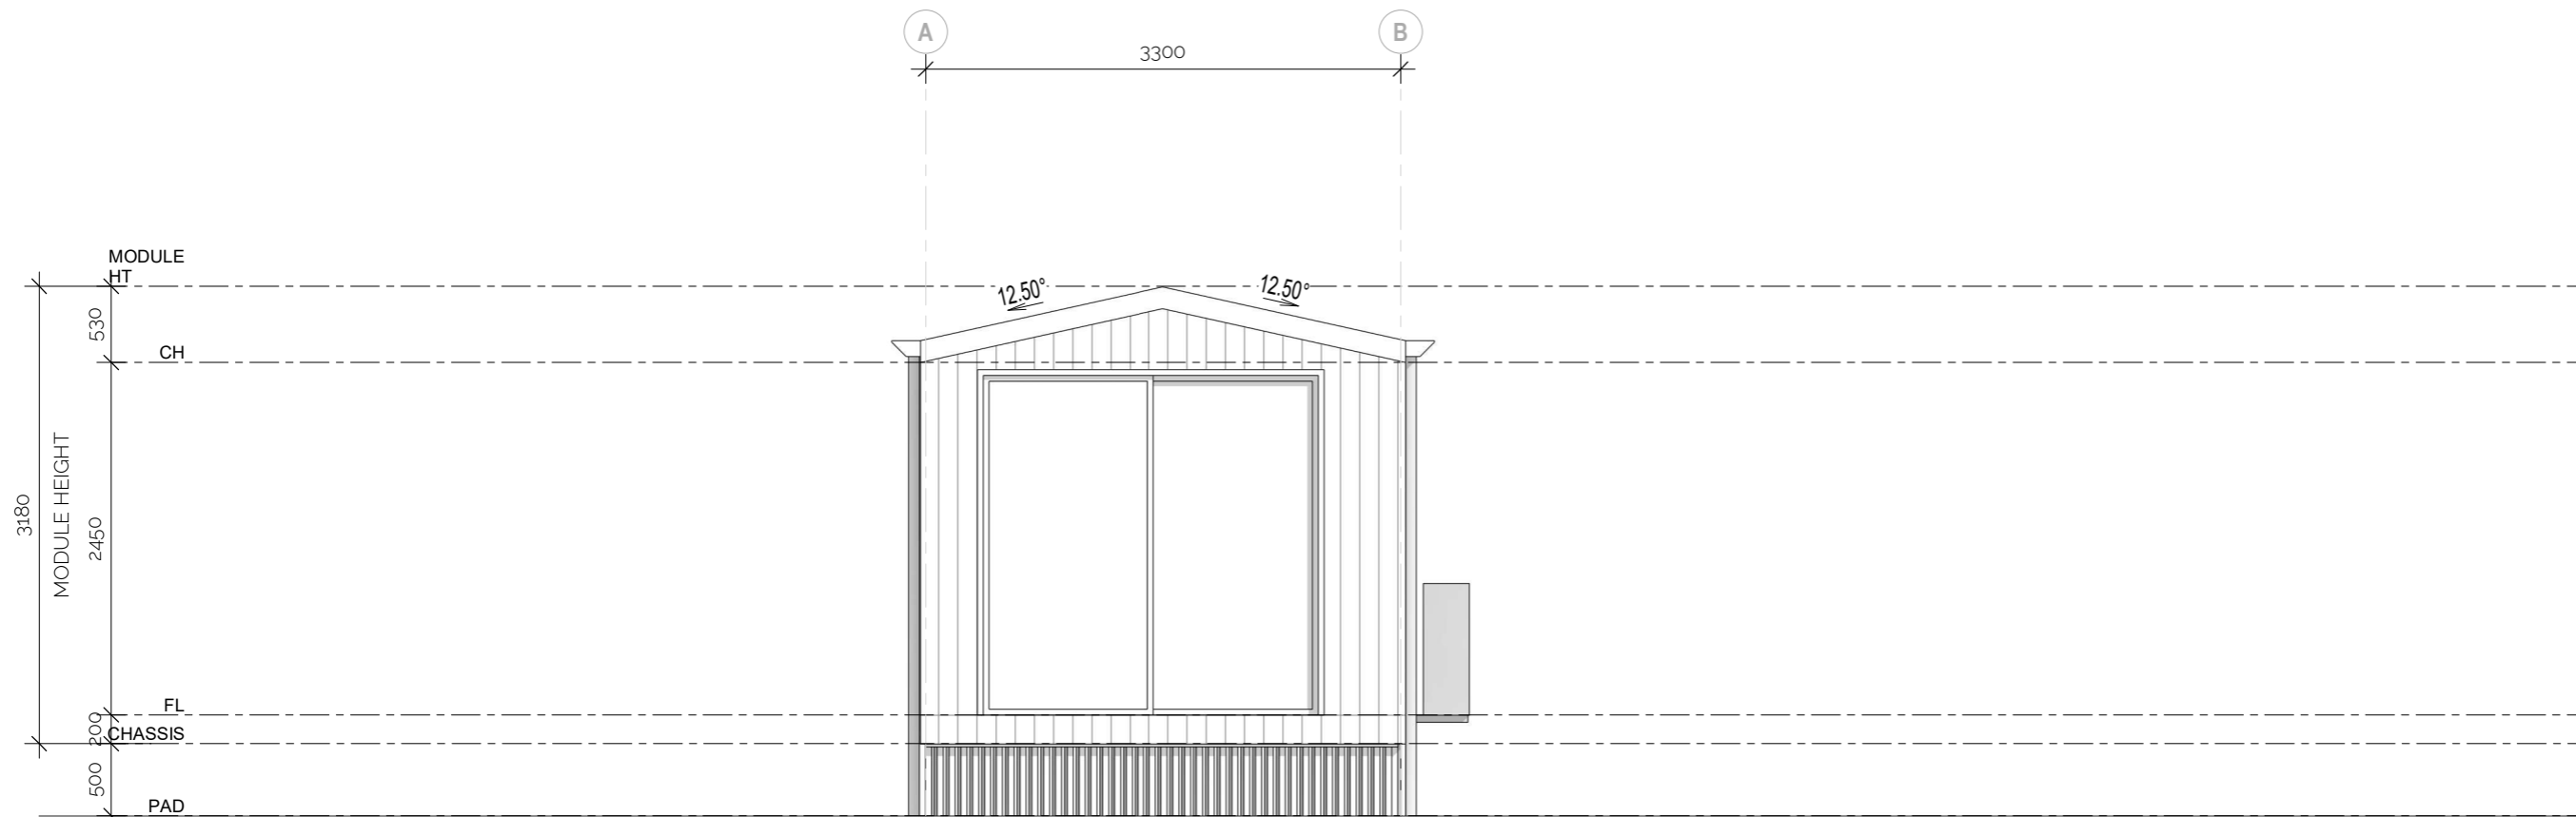 A
B
3300
MODULE
HT
12.50°
12.50°
530
CH
3180
MODULE HEIGHT
2450
FL
200
CHASSIS
500
PAD